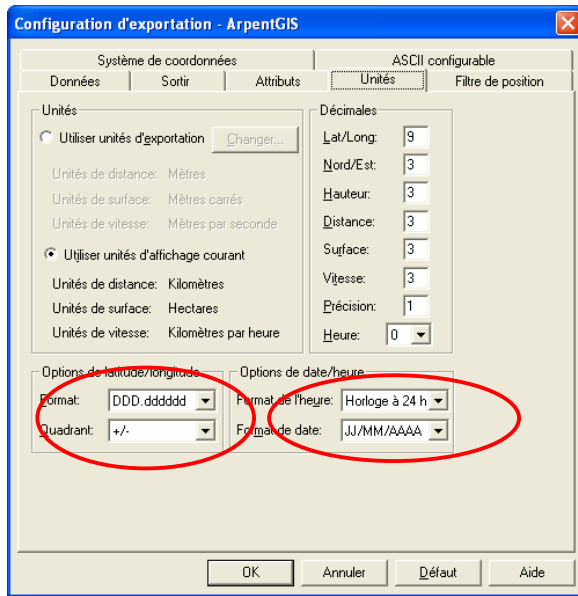 Configuration d'exportation - ArpentGIS
Système de coordonnées ASCII configurable
Données Sortir Attributs Unités Filtre de position
Unités
Utiliser unités d'exportation Changer...
Unités de distance: Mètres
Unités de surface: Mètres carrés
Unités de vitesse: Mètres par seconde
Utiliser unités d'affichage courant
Unités de distance: Kilomètres
Unités de surface: Hectares
Unités de vitesse: Kilomètres par heure
Décimales
Lat/Long: 9
Nord/Est: 3
Hauteur: 3
Distance: 3
Surface: 3
Vitesse: 3
Précision: 1
Heure: 0
Options de latitude/longitude
Format: DDD.dddddd
Quadrant: +/-
Options de date/heure
Format de l'heure: Horloge à 24 h
Format de date: JJ/MM/AAAA
OK Annuler Défaut Aide